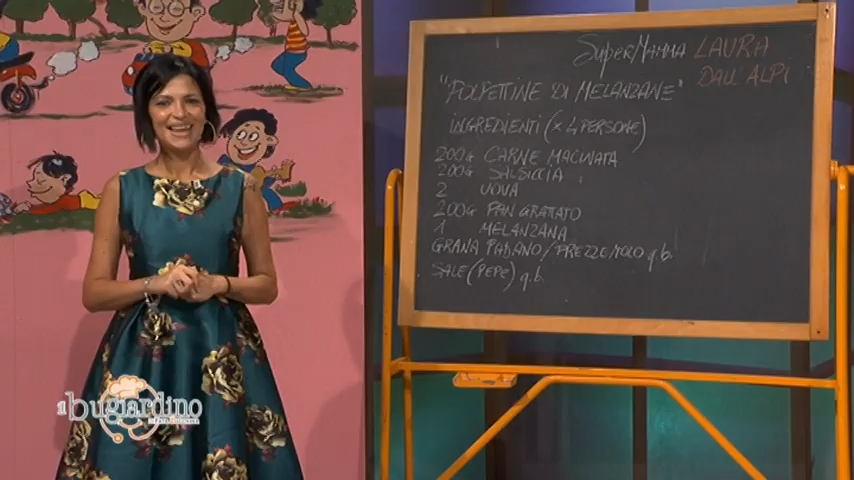 SuperMamma LAURA
DALL'ALPI
"POLPETTINE DI MELANZANE"
INGREDIENTI (x 4 PERSONE)
200G CARNE MACINATA
200G SALSICCIA
2 UOVA
200G PAN GRATTATO
1 MELANZANA
GRANA PADANO/PREZZEMOLO q.b.
SALE (PEPE) q.b.
il bugiardino